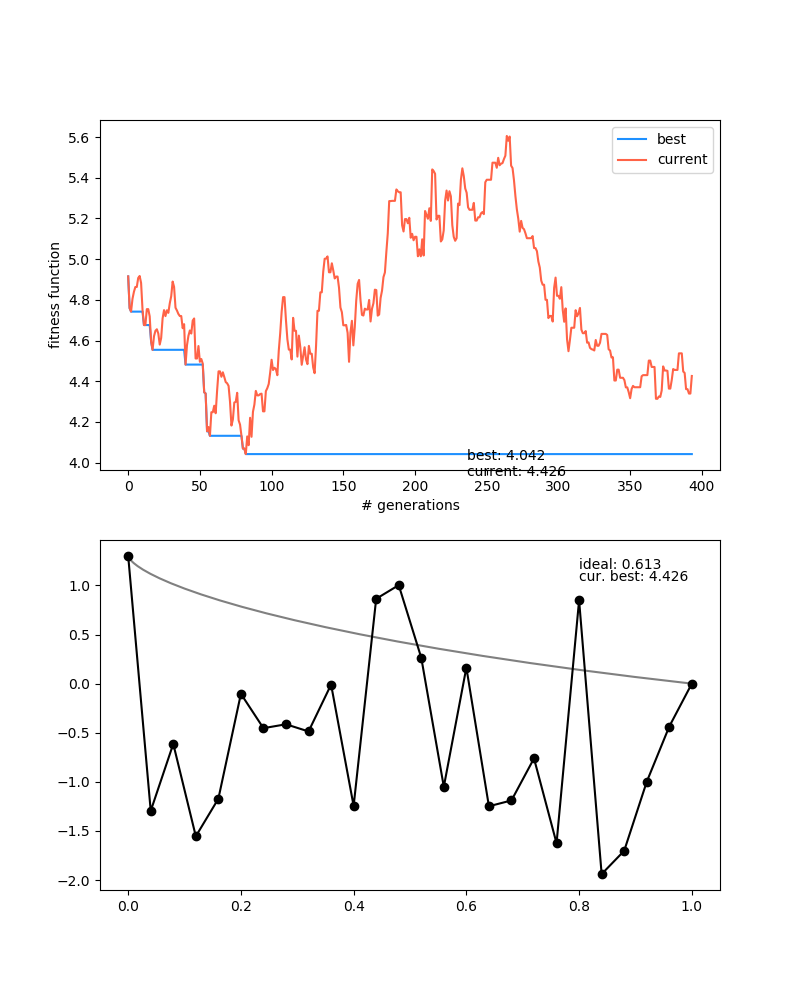 5.6
5.4
5.2
5.0
4.8
4.6
4.4
4.2
4.0
fitness function
best
current
best: 4.042
current: 4.426
0 50 100 150 200 250 300 350 400
# generations
ideal: 0.613
cur. best: 4.426
1.0
0.5
0.0
−0.5
−1.0
−1.5
−2.0
0.0 0.2 0.4 0.6 0.8 1.0